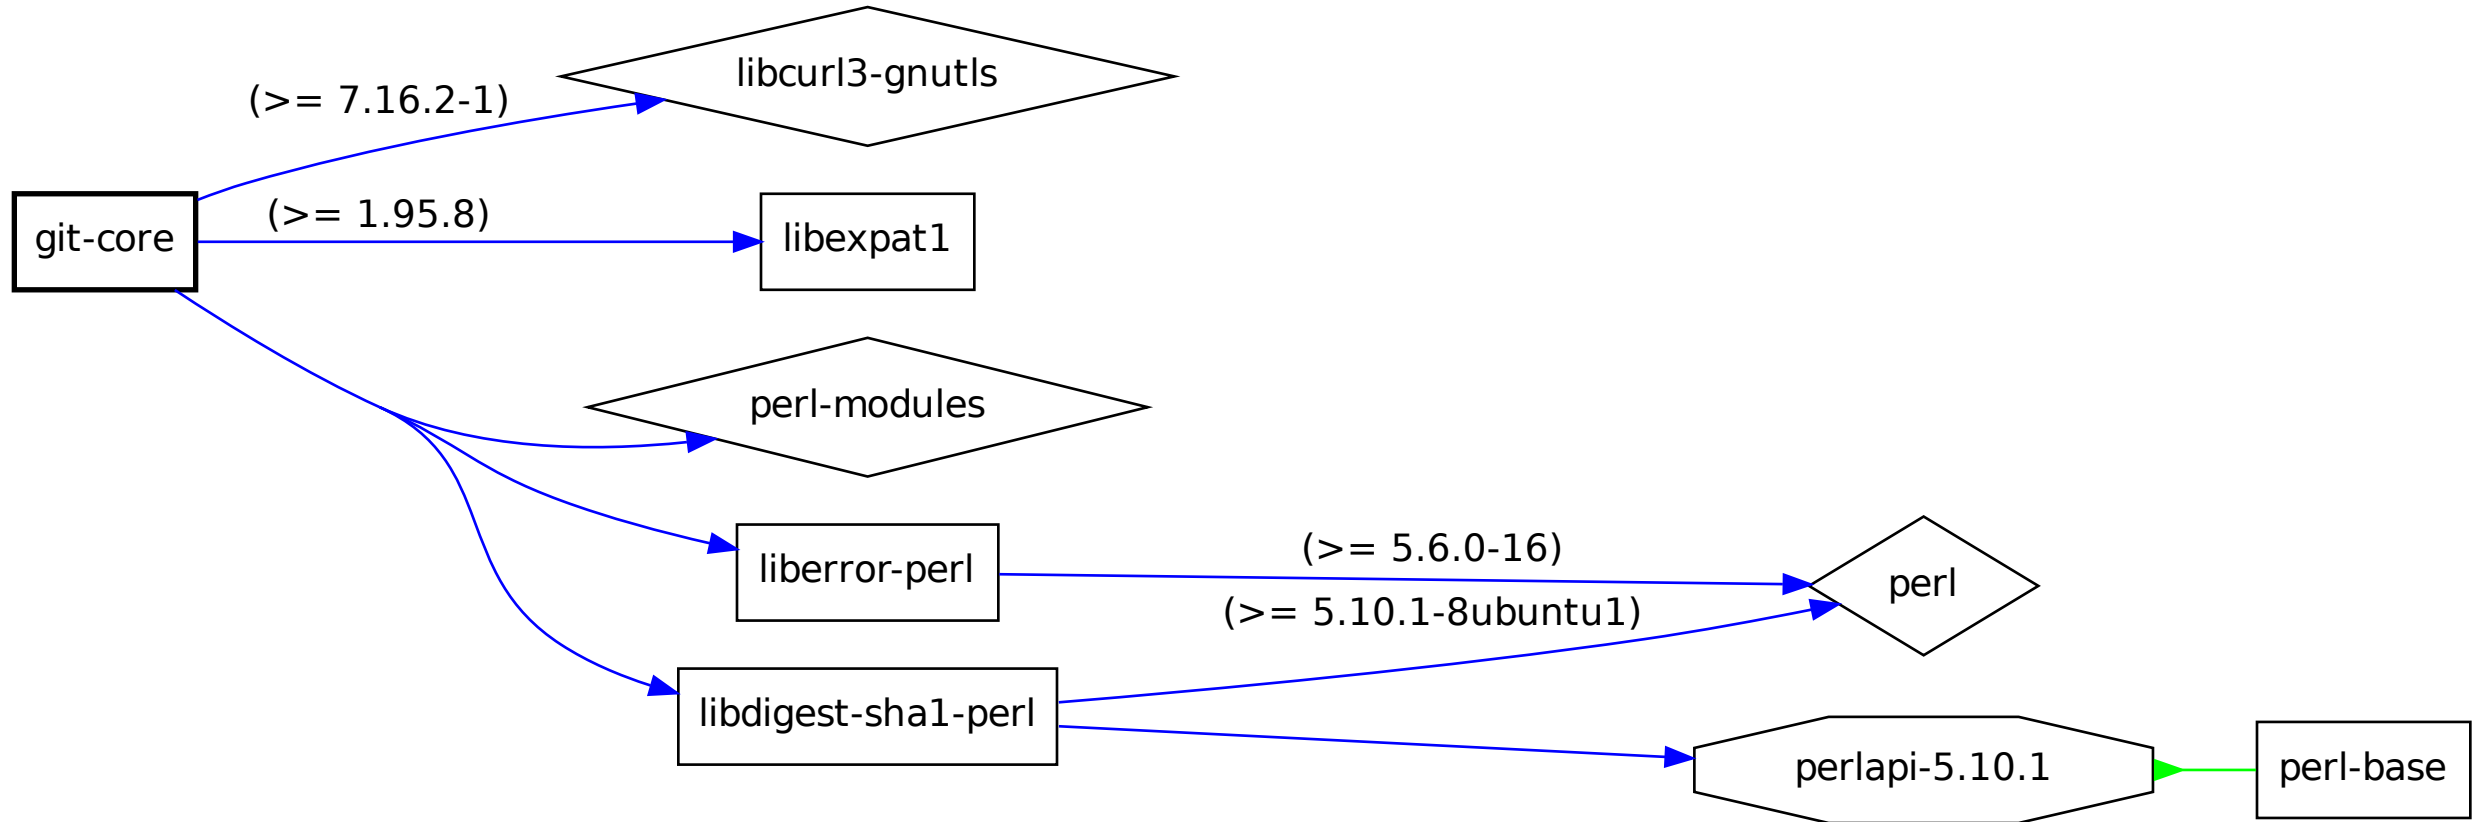 libcurl3-gnutls
(>= 7.16.2-1)
(>= 1.95.8)
git-core
libexpat1
perl-modules
(>= 5.6.0-16)
liberror-perl
perl
(>= 5.10.1-8ubuntu1)
libdigest-sha1-perl
perlapi-5.10.1
perl-base